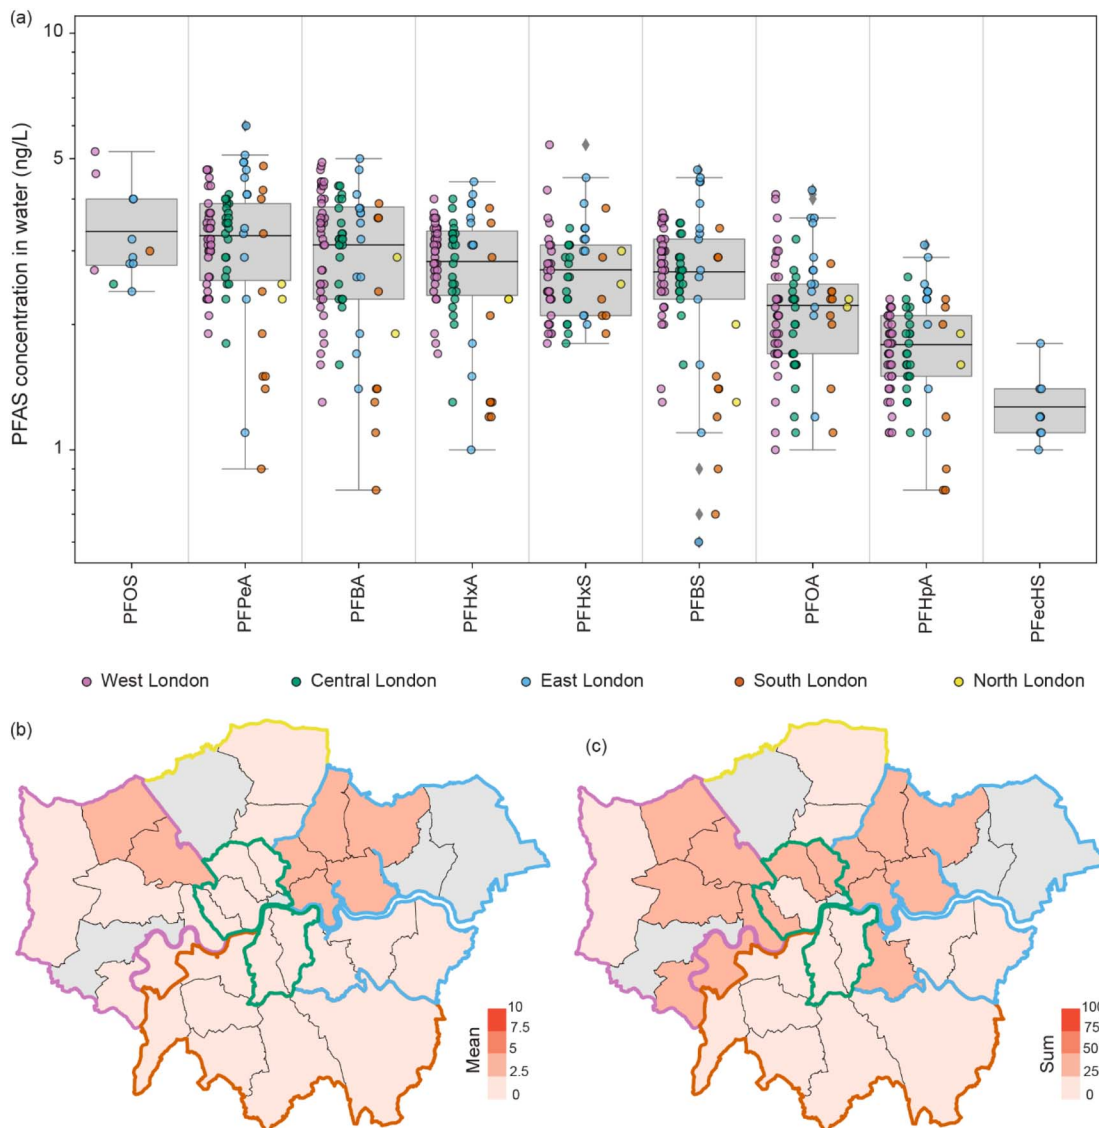 (a)
PFAS concentration in water (ng/L)
10
5
1
PFOS
PFPeA
PFBA
PFHxA
PFHxS
PFBS
PFOA
PFHpA
PFecHS
West London
Central London
East London
South London
North London
(b)
Mean
10
7.5
5
2.5
0
(c)
Sum
100
75
50
25
0